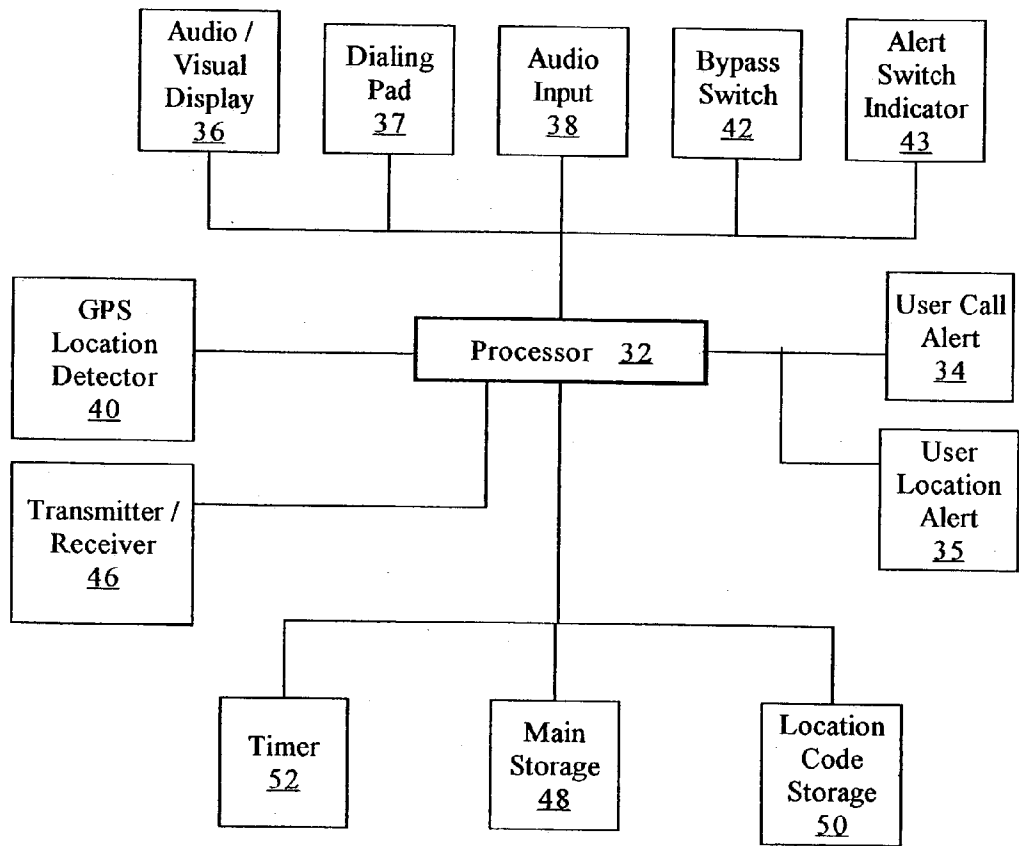 Audio /
Visual
Display
36
Dialing
Pad
37
Audio
Input
38
Bypass
Switch
42
Alert
Switch
Indicator
43
GPS
Location
Detector
40
Processor 32
User Call
Alert
34
User
Location
Alert
35
Transmitter /
Receiver
46
Timer
52
Main
Storage
48
Location
Code
Storage
50